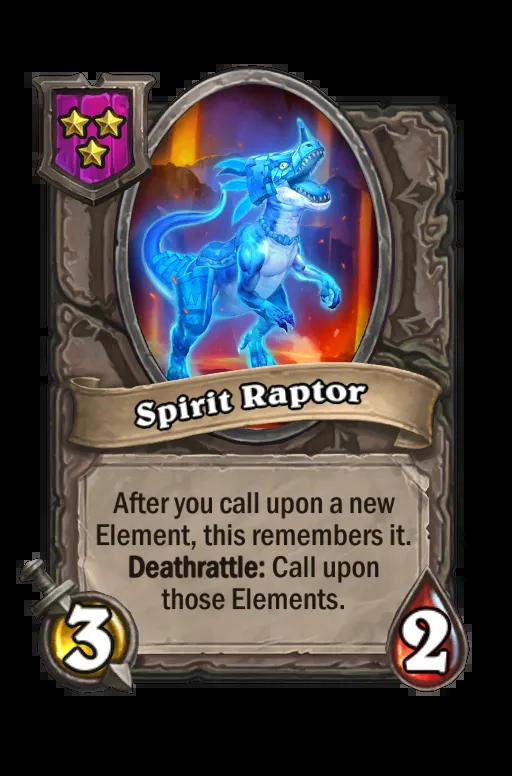 Spirit Raptor
After you call upon a new
Element, this remembers it.
Deathrattle: Call upon
those Elements.
3
2